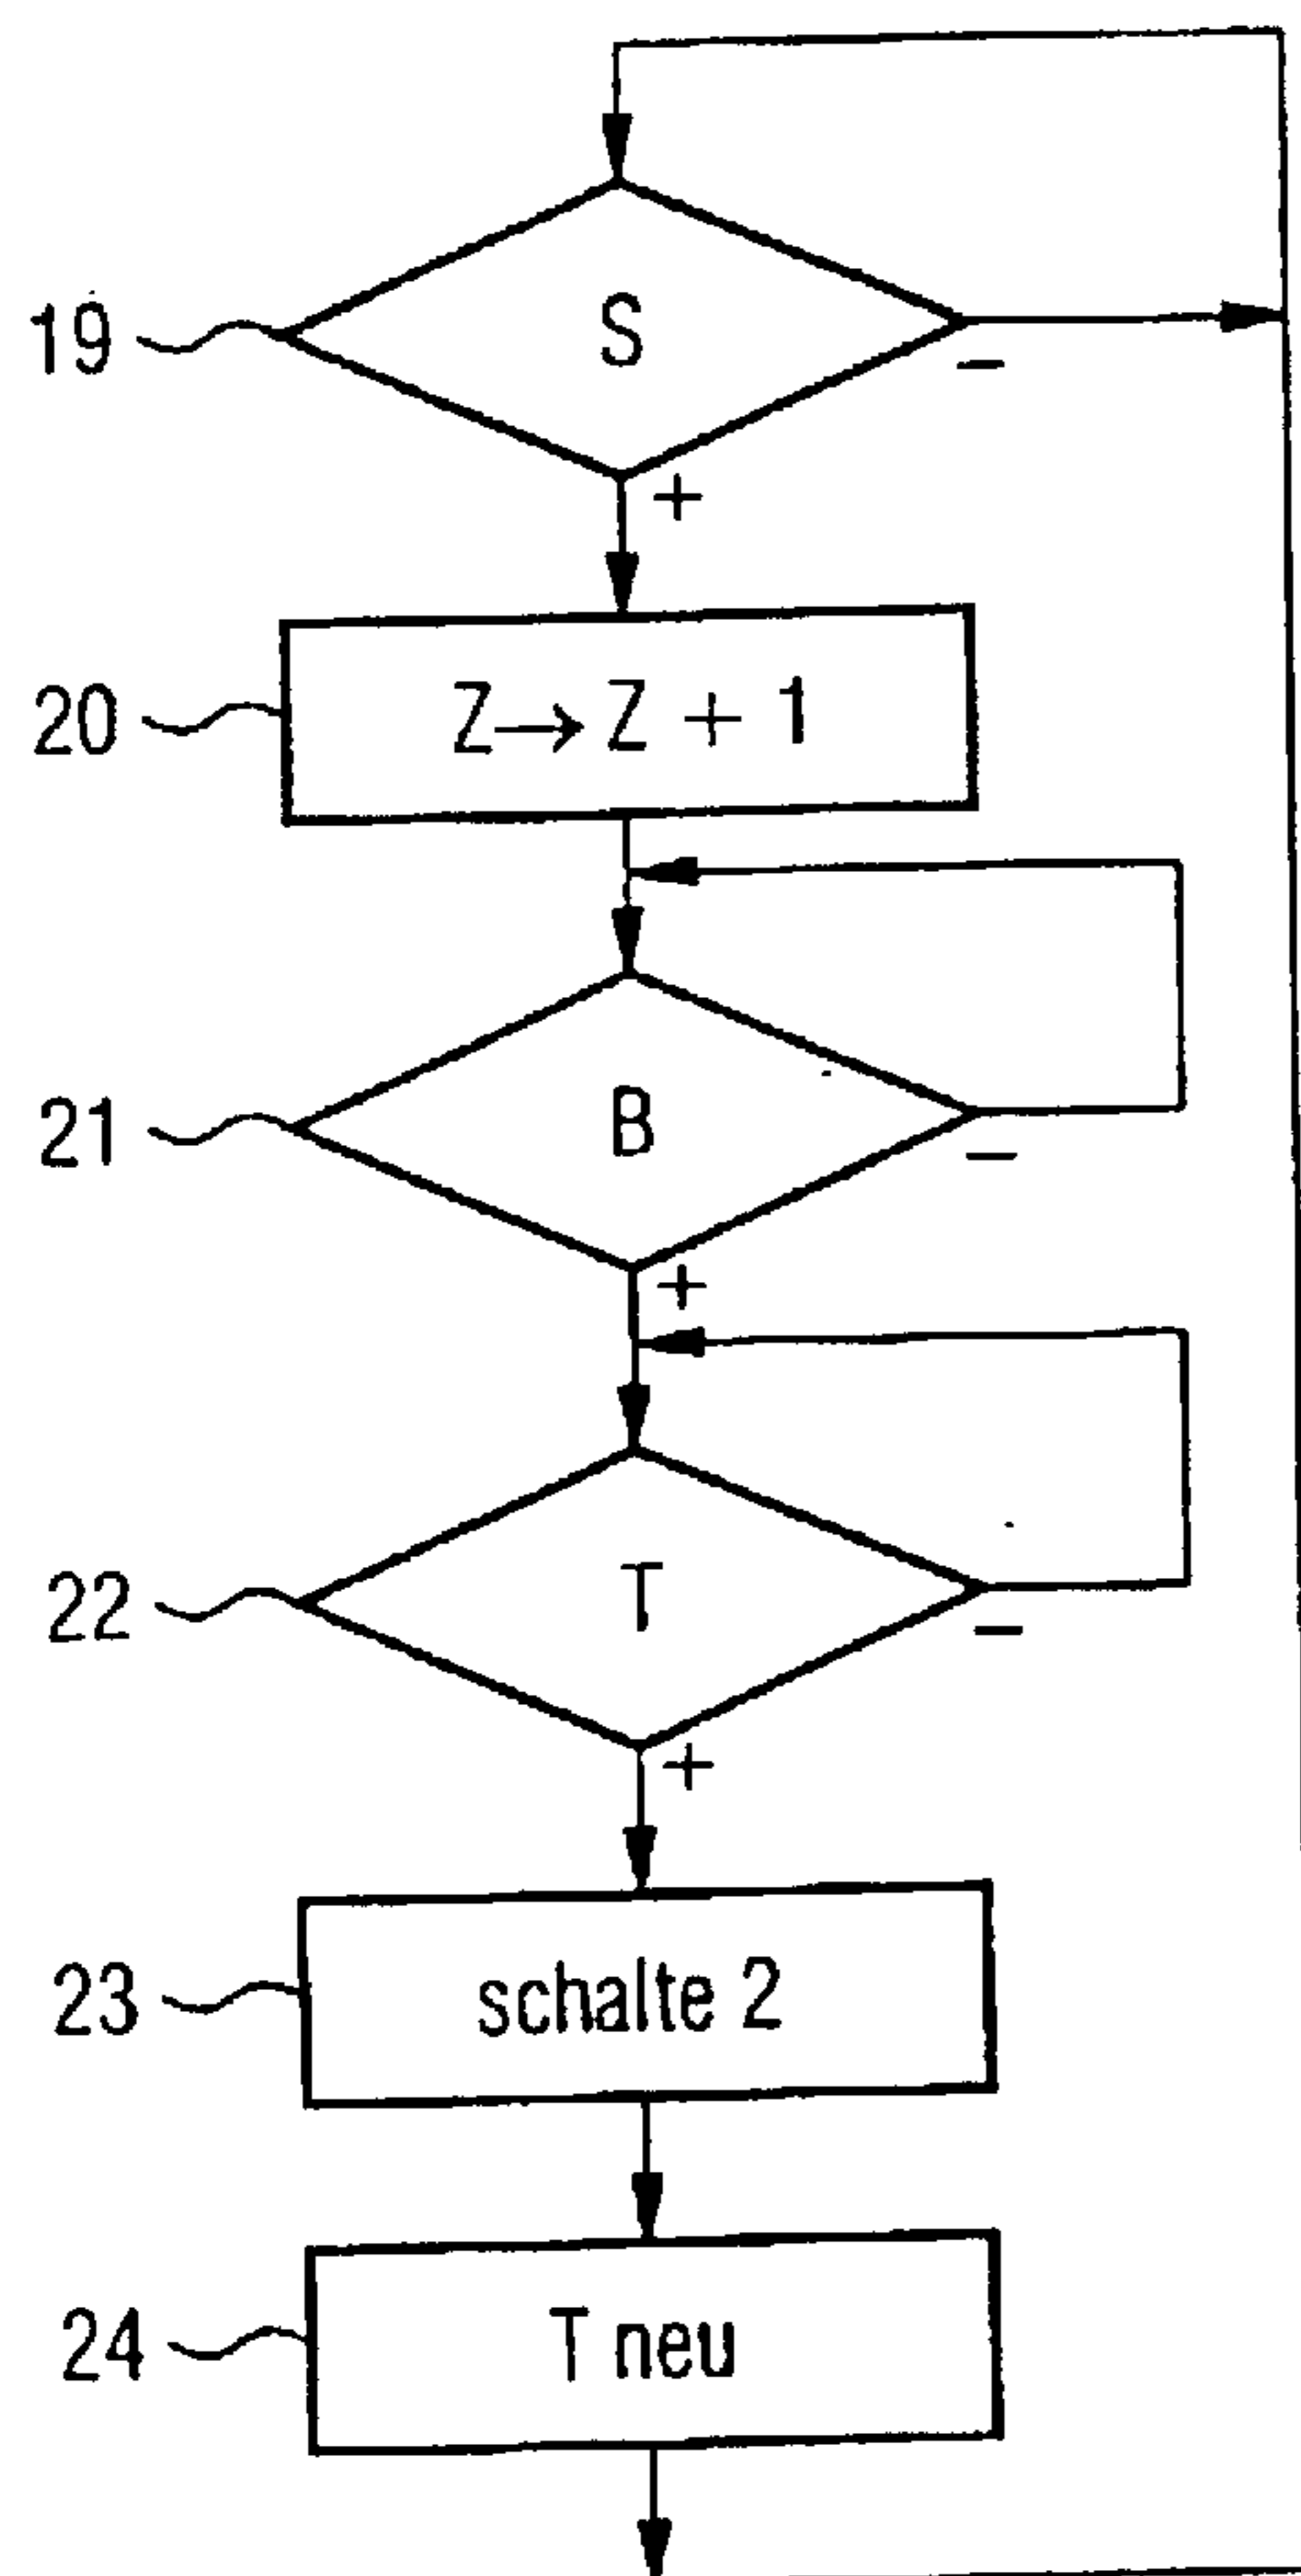 19 S
−
+
20 Z→Z + 1
21 B
−
+
22 T
−
+
23 schalte 2
24 T neu